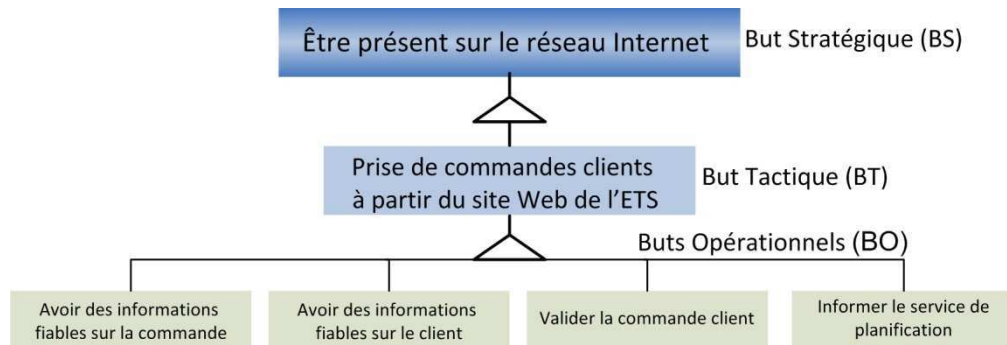 Être présent sur le réseau Internet
But Stratégique (BS)
Prise de commandes clients
à partir du site Web de l'ETS
But Tactique (BT)
Buts Opérationnels (BO)
Avoir des informations
fiables sur la commande
Avoir des informations
fiables sur le client
Valider la commande client
Informer le service de
planification